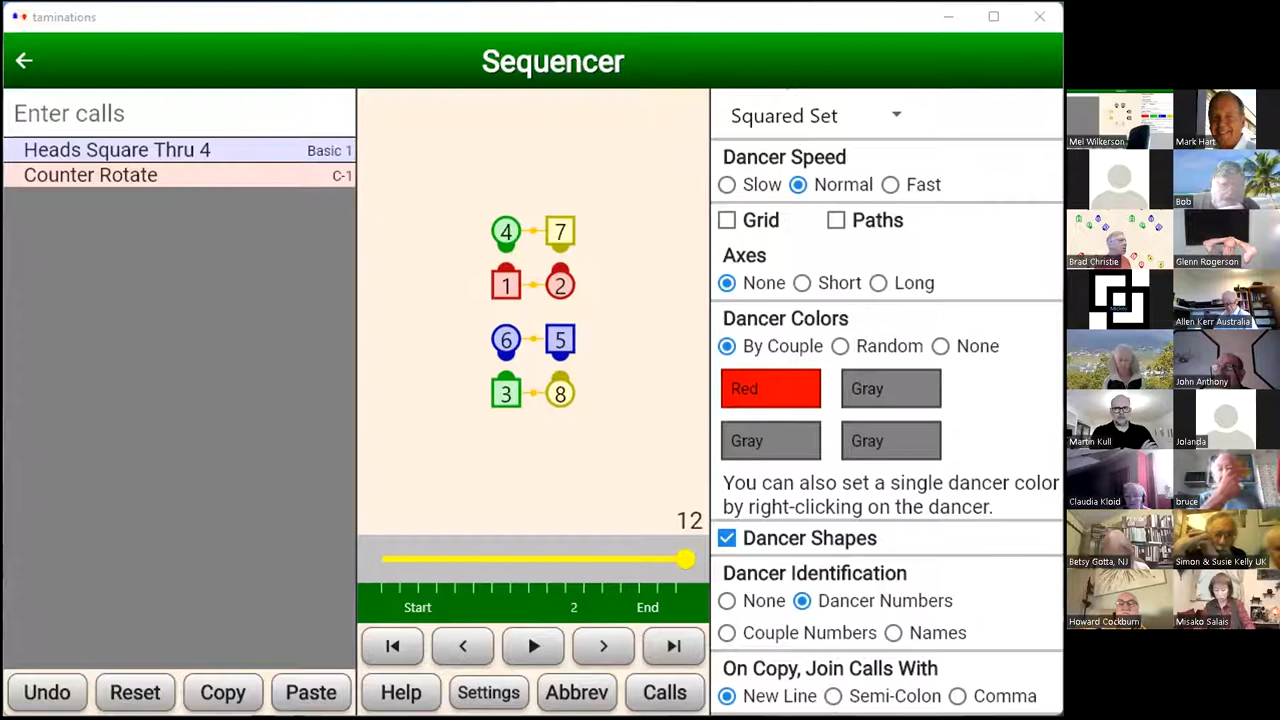 taminations
Sequencer
Enter calls
Heads Square Thru 4 Basic 1
Counter Rotate C-1
4 7
1 2
6 5
3 8
12
Start 2 End
Undo Reset Copy Paste
Help Settings Abbrev Calls
Squared Set
Dancer Speed
Slow Normal Fast
Grid Paths
Axes
None Short Long
Dancer Colors
By Couple Random None
Red Gray
Gray Gray
You can also set a single dancer color
by right-clicking on the dancer.
Dancer Shapes
Dancer Identification
None Dancer Numbers
Couple Numbers Names
On Copy, Join Calls With
New Line Semi-Colon Comma
Mel Wilkerson Mark Hart
Bob
Brad Christie Glenn Rogerson
Allen Kerr Australia
John Anthony
Martin Kull Jolanda
Claudia Kloid bruce
Betsy Gotta, NJ Simon & Susie Kelly UK
Howard Cockburn Misako Salais